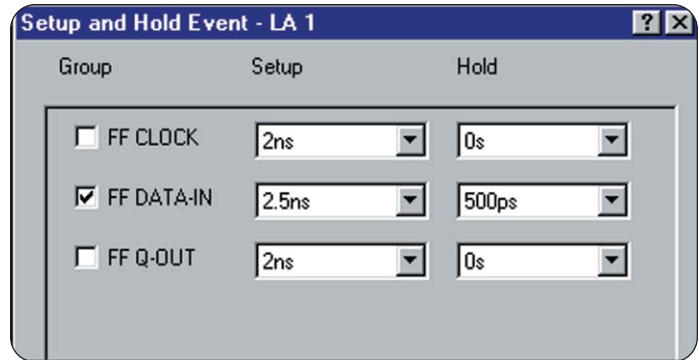 Setup and Hold Event - LA 1
Group Setup Hold
FF CLOCK 2ns 0s
FF DATA-IN 2.5ns 500ps
FF Q-OUT 2ns 0s